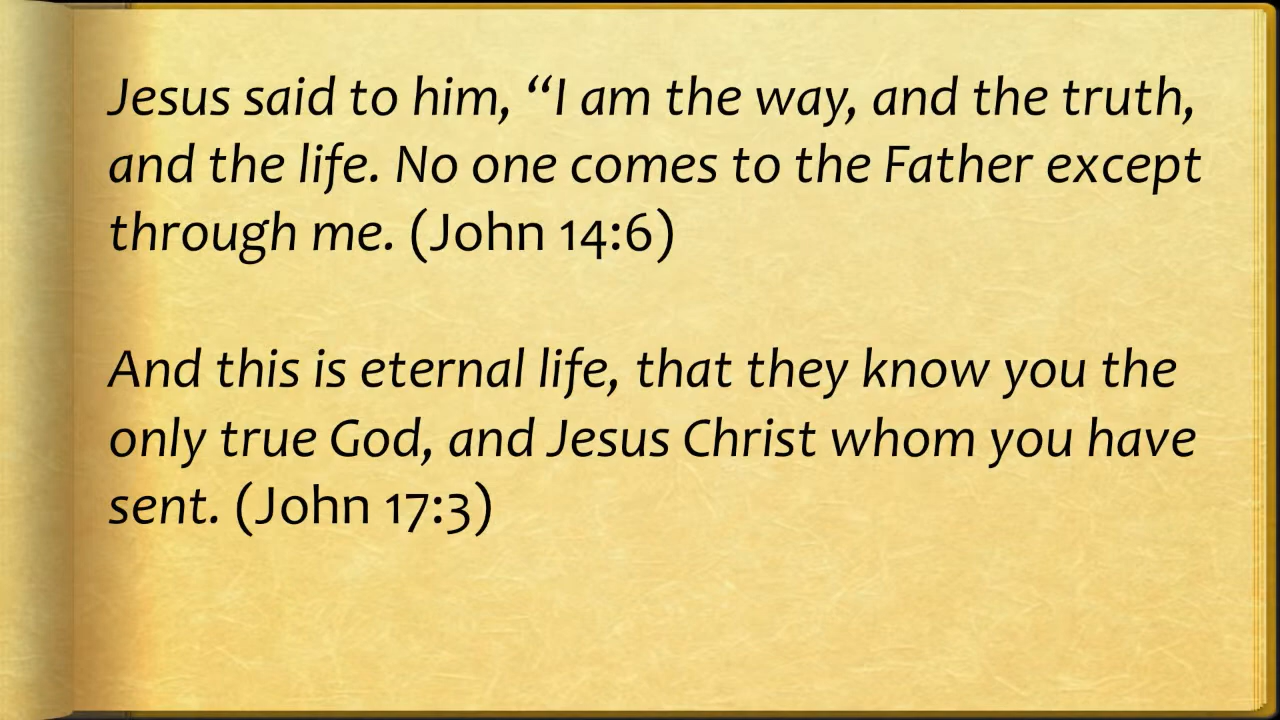 Jesus said to him, “I am the way, and the truth,
and the life. No one comes to the Father except
through me. (John 14:6)
And this is eternal life, that they know you the
only true God, and Jesus Christ whom you have
sent. (John 17:3)